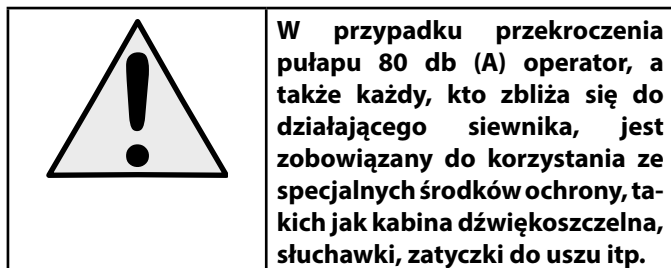 W przypadku przekroczenia
pułapu 80 db (A) operator, a
także każdy, kto zbliża się do
działającego siewnika, jest
zobowiązany do korzystania ze
specjalnych środków ochrony, ta-
kich jak kabina dźwiękoszczelna,
słuchawki, zatyczki do uszu itp.